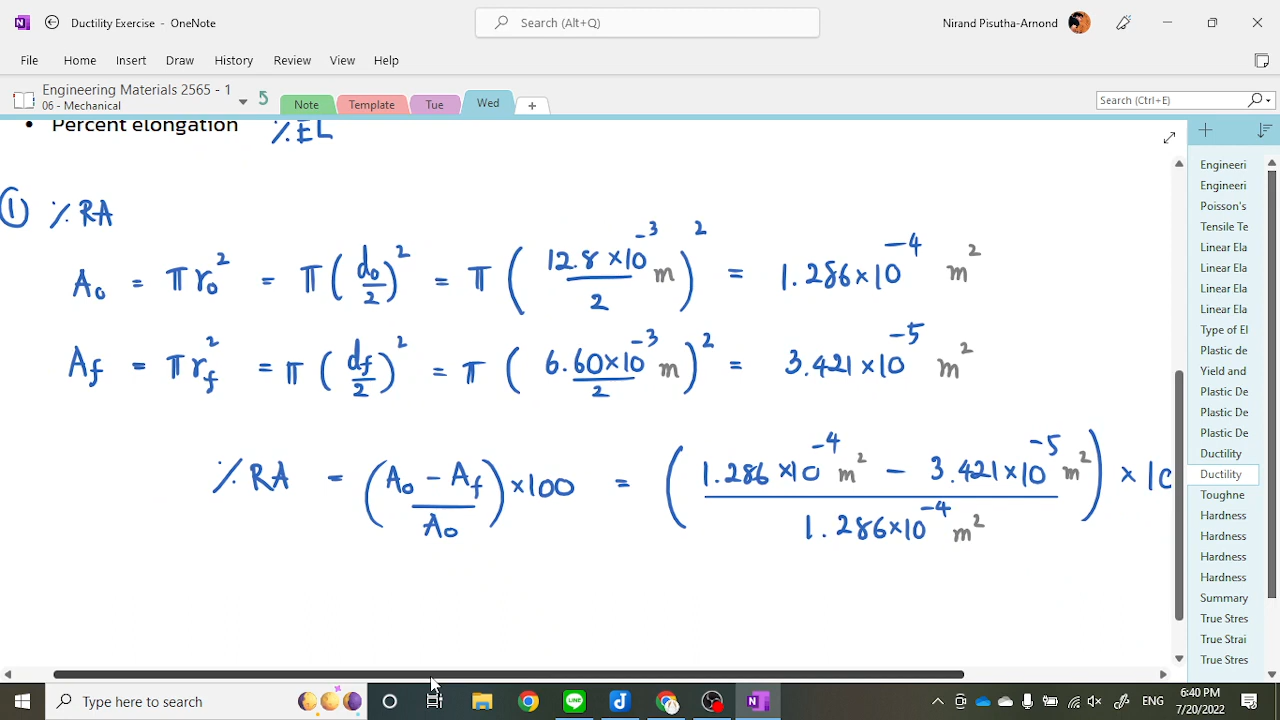 Ductility Exercise - OneNote
Search (Alt+Q)
Nirand Pisutha-Arnond
File Home Insert Draw History Review View Help
Engineering Materials 2565 - 1
06 - Mechanical
Note Template Tue Wed +
Search (Ctrl+E)
• Percent elongation %EL
① % RA
A₀ = πr₀² = π(d₀/2)² = π(12.8×10⁻³ m/2)² = 1.286×10⁻⁴ m²
A_f = πr_f² = π(d_f/2)² = π(6.60×10⁻³ m/2)² = 3.421×10⁻⁵ m²
% RA = (A₀ − A_f / A₀) × 100 = (1.286×10⁻⁴ m² − 3.421×10⁻⁵ m² / 1.286×10⁻⁴ m²) × 10
Engineeri
Engineeri
Poisson's
Tensile Te
Linear Ela
Linear Ela
Linear Ela
Linear Ela
Type of El
Plastic de
Yield and
Plastic De
Plastic De
Plastic De
Ductility
Ductility
Toughne
Hardness
Hardness
Hardness
Hardness
Summary
True Stres
True Strai
True Stres
Type here to search
ENG
6:40 PM
7/20/2022